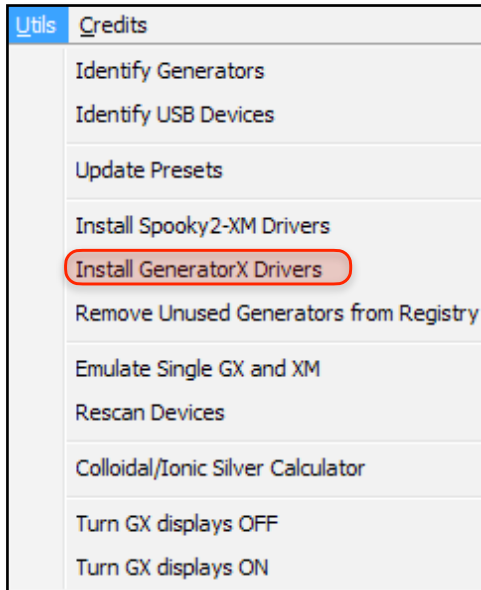 Utils Credits
Identify Generators
Identify USB Devices
Update Presets
Install Spooky2-XM Drivers
Install GeneratorX Drivers
Remove Unused Generators from Registry
Emulate Single GX and XM
Rescan Devices
Colloidal/Ionic Silver Calculator
Turn GX displays OFF
Turn GX displays ON